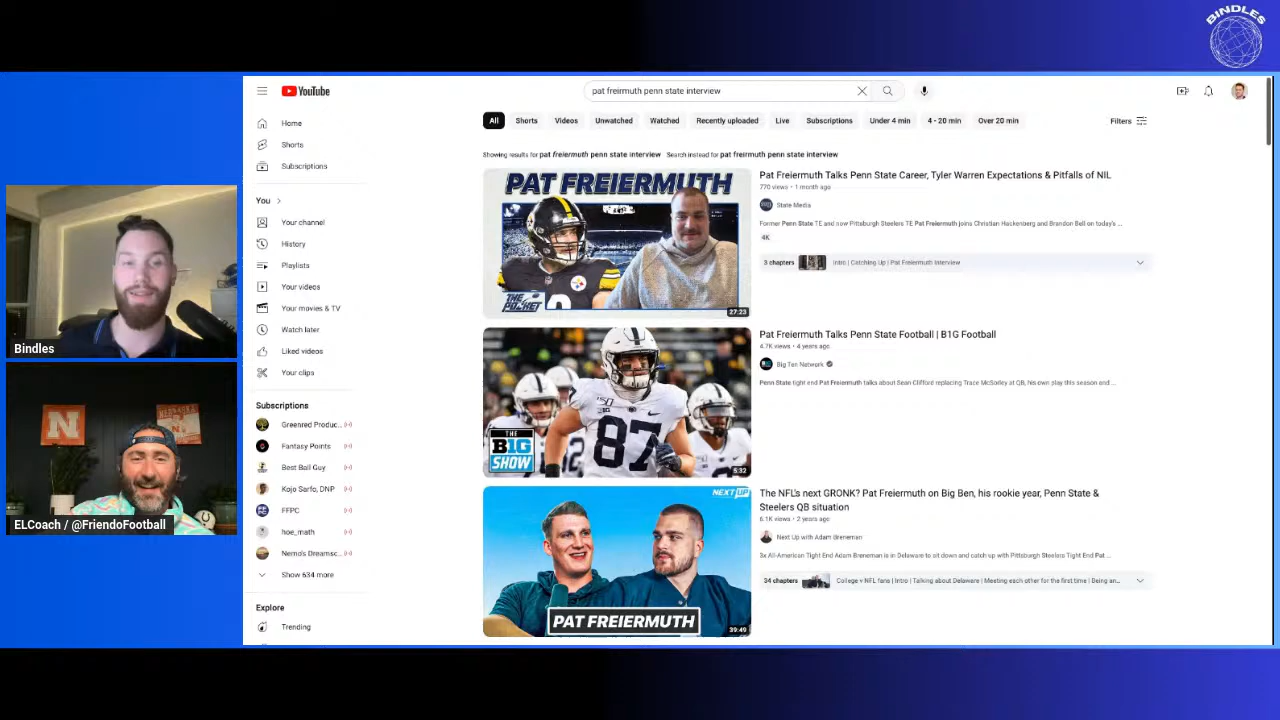 BINDLES
YouTube
pat freirmuth penn state interview
Home
Shorts
Subscriptions
You
Your channel
History
Playlists
Your videos
Your movies & TV
Watch later
Liked videos
Your clips
Subscriptions
Greenred Produc...
Fantasy Points
Best Ball Guy
Kojo Sarfo, DNP
FFPC
hoe_math
Nemo's Dreamsc...
Show 634 more
Explore
Trending
All
Shorts
Videos
Unwatched
Watched
Recently uploaded
Live
Subscriptions
Under 4 min
4 - 20 min
Over 20 min
Filters
Showing results for pat freiermuth penn state interview Search instead for pat freirmuth penn state interview
PAT FREIERMUTH
THE POCKET
27:23
Pat Freiermuth Talks Penn State Career, Tyler Warren Expectations & Pitfalls of NIL
770 views • 1 month ago
State Media
Former Penn State TE and now Pittsburgh Steelers TE Pat Freiermuth joins Christian Hackenberg and Brandon Bell on today's ...
4K
3 chapters
Intro | Catching Up | Pat Freiermuth Interview
150
87
THE
B1G
SHOW
5:32
Pat Freiermuth Talks Penn State Football | B1G Football
4.7K views • 4 years ago
Big Ten Network
Penn State tight end Pat Freiermuth talks about Sean Clifford replacing Trace McSorley at QB, his own play this season and ...
NEXT UP
PAT FREIERMUTH
39:49
The NFL's next GRONK? Pat Freiermuth on Big Ben, his rookie year, Penn State &
Steelers QB situation
6.1K views • 2 years ago
Next Up with Adam Breneman
3x All-American Tight End Adam Breneman is in Delaware to sit down and catch up with Pittsburgh Steelers Tight End Pat ...
34 chapters
College v NFL fans | Intro | Talking about Delaware | Meeting each other for the first time | Being an...
Bindles
N
NEBRASKA
ELCoach / @FriendoFootball